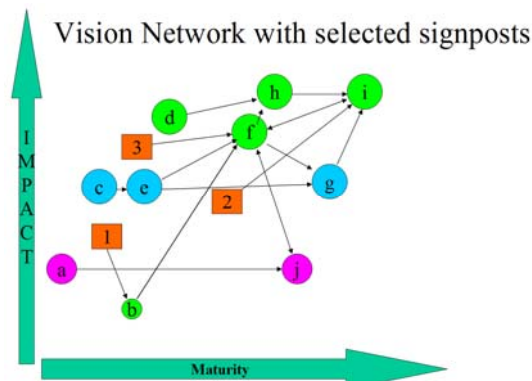 Vision Network with selected signposts
IMPACT
h
i
d
f
3
c
e
g
2
1
a
j
b
Maturity